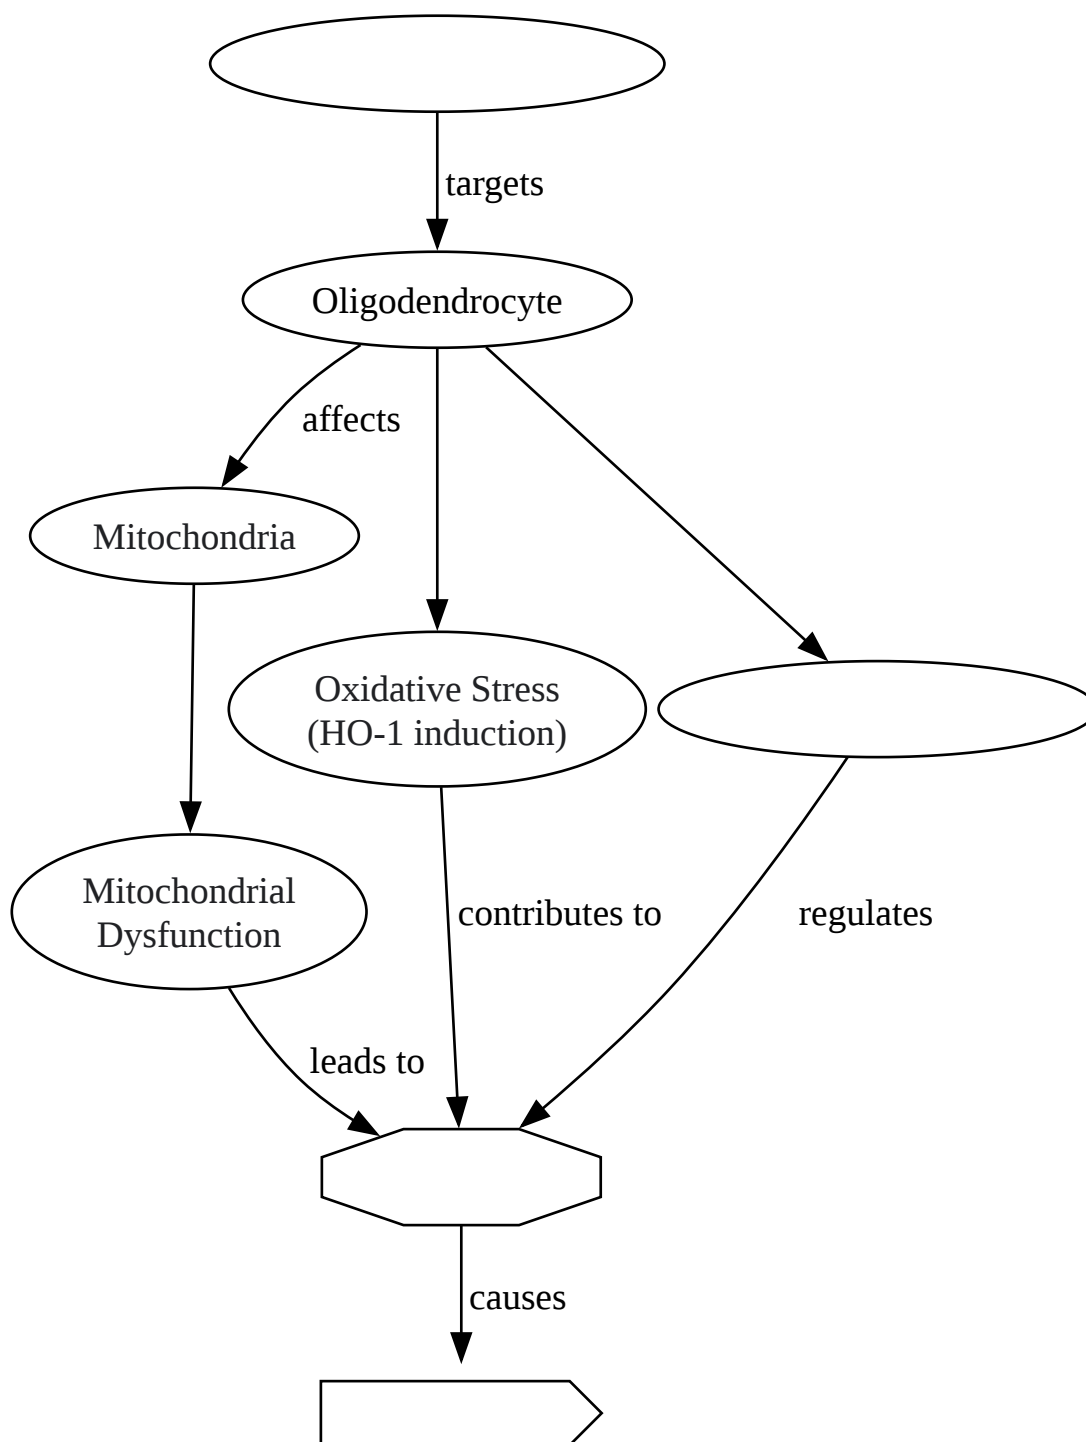 targets
Oligodendrocyte
affects
Mitochondria
Oxidative Stress
(HO-1 induction)
Mitochondrial
Dysfunction
contributes to
regulates
leads to
causes